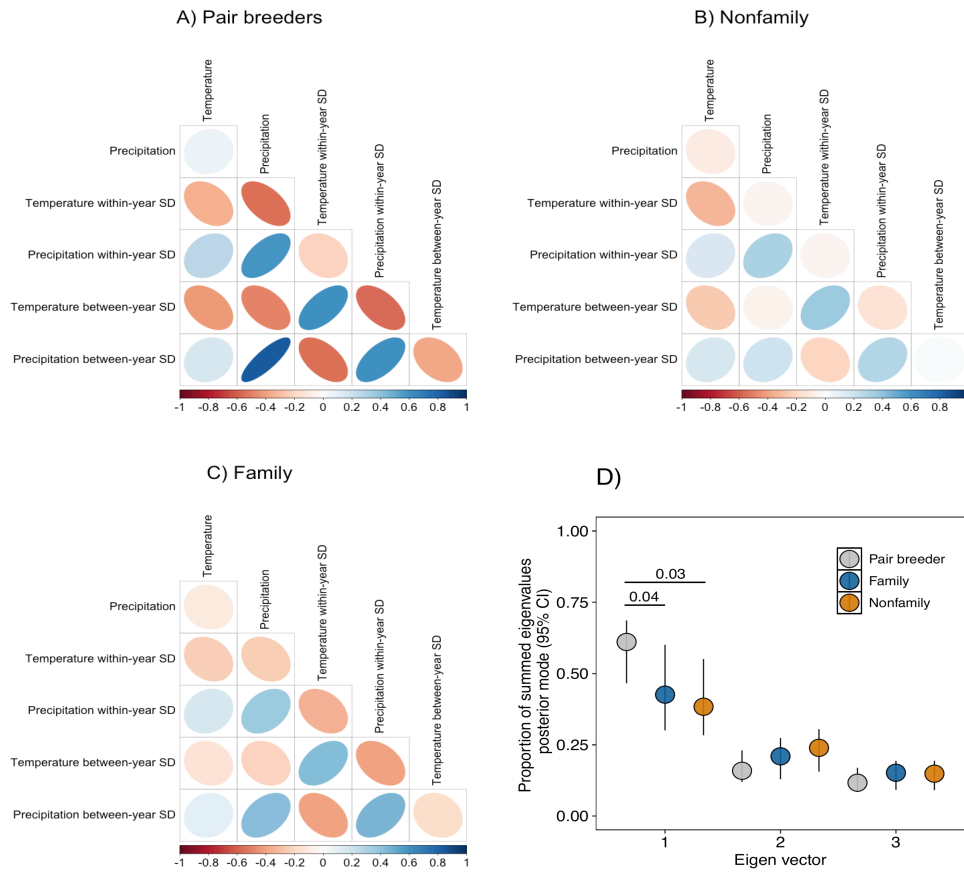 A) Pair breeders
Temperature
Precipitation
Temperature within-year SD
Precipitation within-year SD
Temperature between-year SD
Precipitation
Temperature within-year SD
Precipitation within-year SD
Temperature between-year SD
Precipitation between-year SD
-1 -0.8 -0.6 -0.4 -0.2 0 0.2 0.4 0.6 0.8 1
B) Nonfamily
Temperature
Precipitation
Temperature within-year SD
Precipitation within-year SD
Temperature between-year SD
Precipitation
Temperature within-year SD
Precipitation within-year SD
Temperature between-year SD
Precipitation between-year SD
-1 -0.8 -0.6 -0.4 -0.2 0 0.2 0.4 0.6 0.8
C) Family
Temperature
Precipitation
Temperature within-year SD
Precipitation within-year SD
Temperature between-year SD
Precipitation
Temperature within-year SD
Precipitation within-year SD
Temperature between-year SD
Precipitation between-year SD
-1 -0.8 -0.6 -0.4 -0.2 0 0.2 0.4 0.6 0.8 1
D)
Proportion of summed eigenvalues
posterior mode (95% CI)
1.00
0.75
0.50
0.25
0.00
0.03
0.04
Pair breeder
Family
Nonfamily
1 2 3
Eigen vector